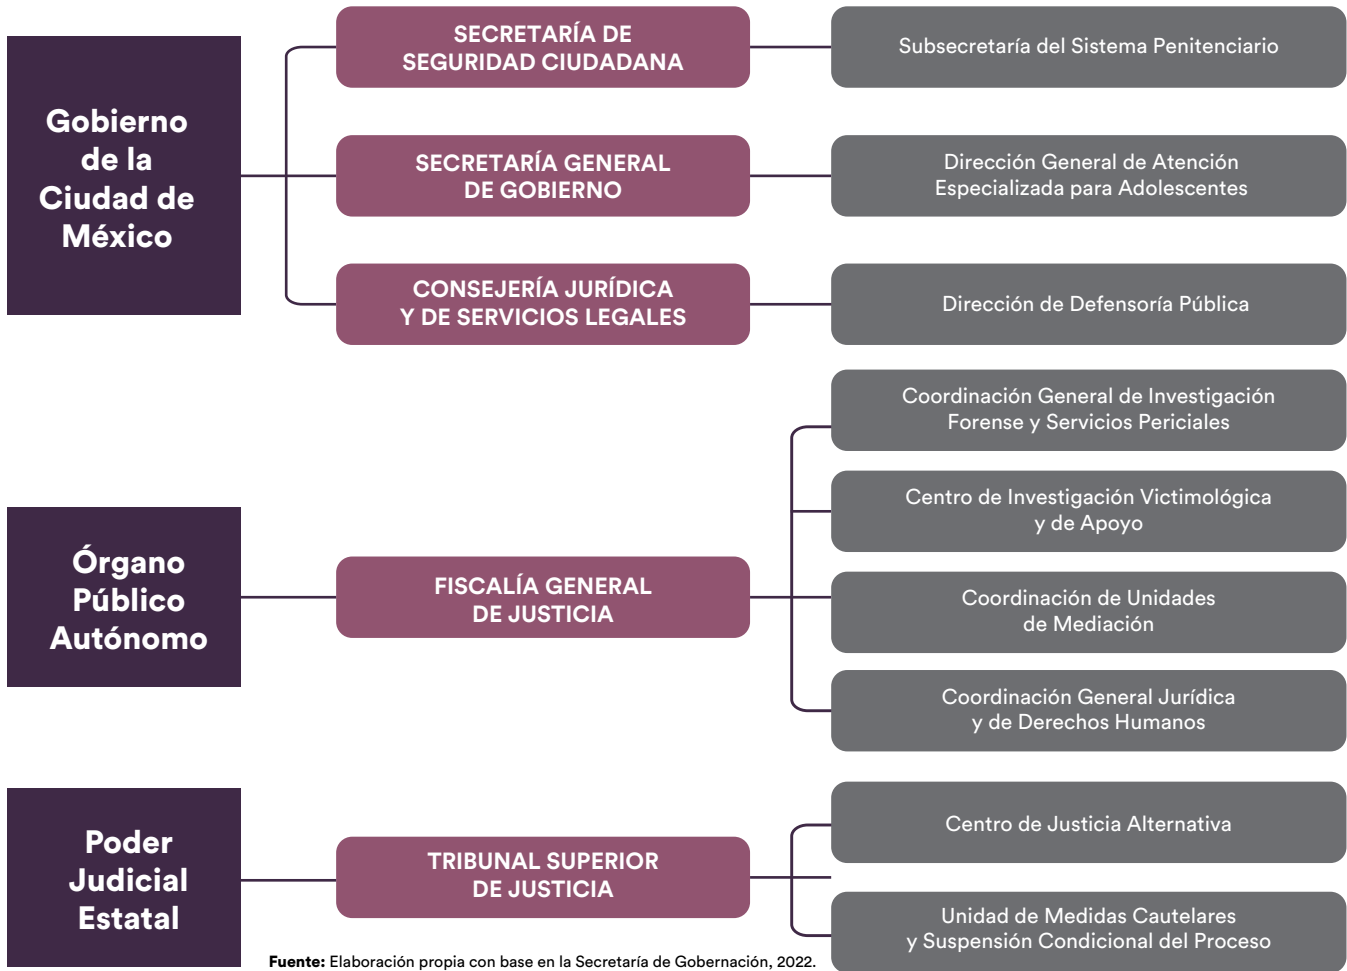 Gobierno
de la
Ciudad de
México
SECRETARÍA DE
SEGURIDAD CIUDADANA
Subsecretaría del Sistema Penitenciario
SECRETARÍA GENERAL
DE GOBIERNO
Dirección General de Atención
Especializada para Adolescentes
CONSEJERÍA JURÍDICA
Y DE SERVICIOS LEGALES
Dirección de Defensoría Pública
Órgano
Público
Autónomo
FISCALÍA GENERAL
DE JUSTICIA
Coordinación General de Investigación
Forense y Servicios Periciales
Centro de Investigación Victimológica
y de Apoyo
Coordinación de Unidades
de Mediación
Coordinación General Jurídica
y de Derechos Humanos
Poder
Judicial
Estatal
TRIBUNAL SUPERIOR
DE JUSTICIA
Centro de Justicia Alternativa
Unidad de Medidas Cautelares
y Suspensión Condicional del Proceso
Fuente: Elaboración propia con base en la Secretaría de Gobernación, 2022.